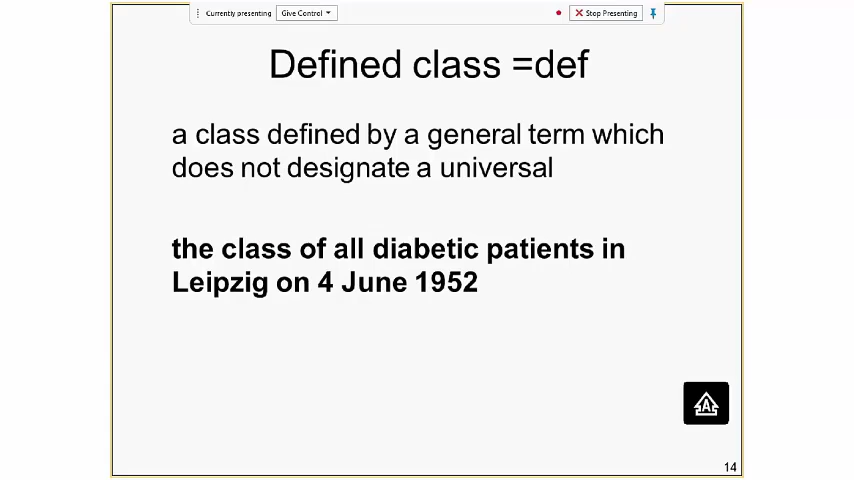 Currently presenting Give Control Stop Presenting
Defined class =def
a class defined by a general term which
does not designate a universal
the class of all diabetic patients in
Leipzig on 4 June 1952
A
14